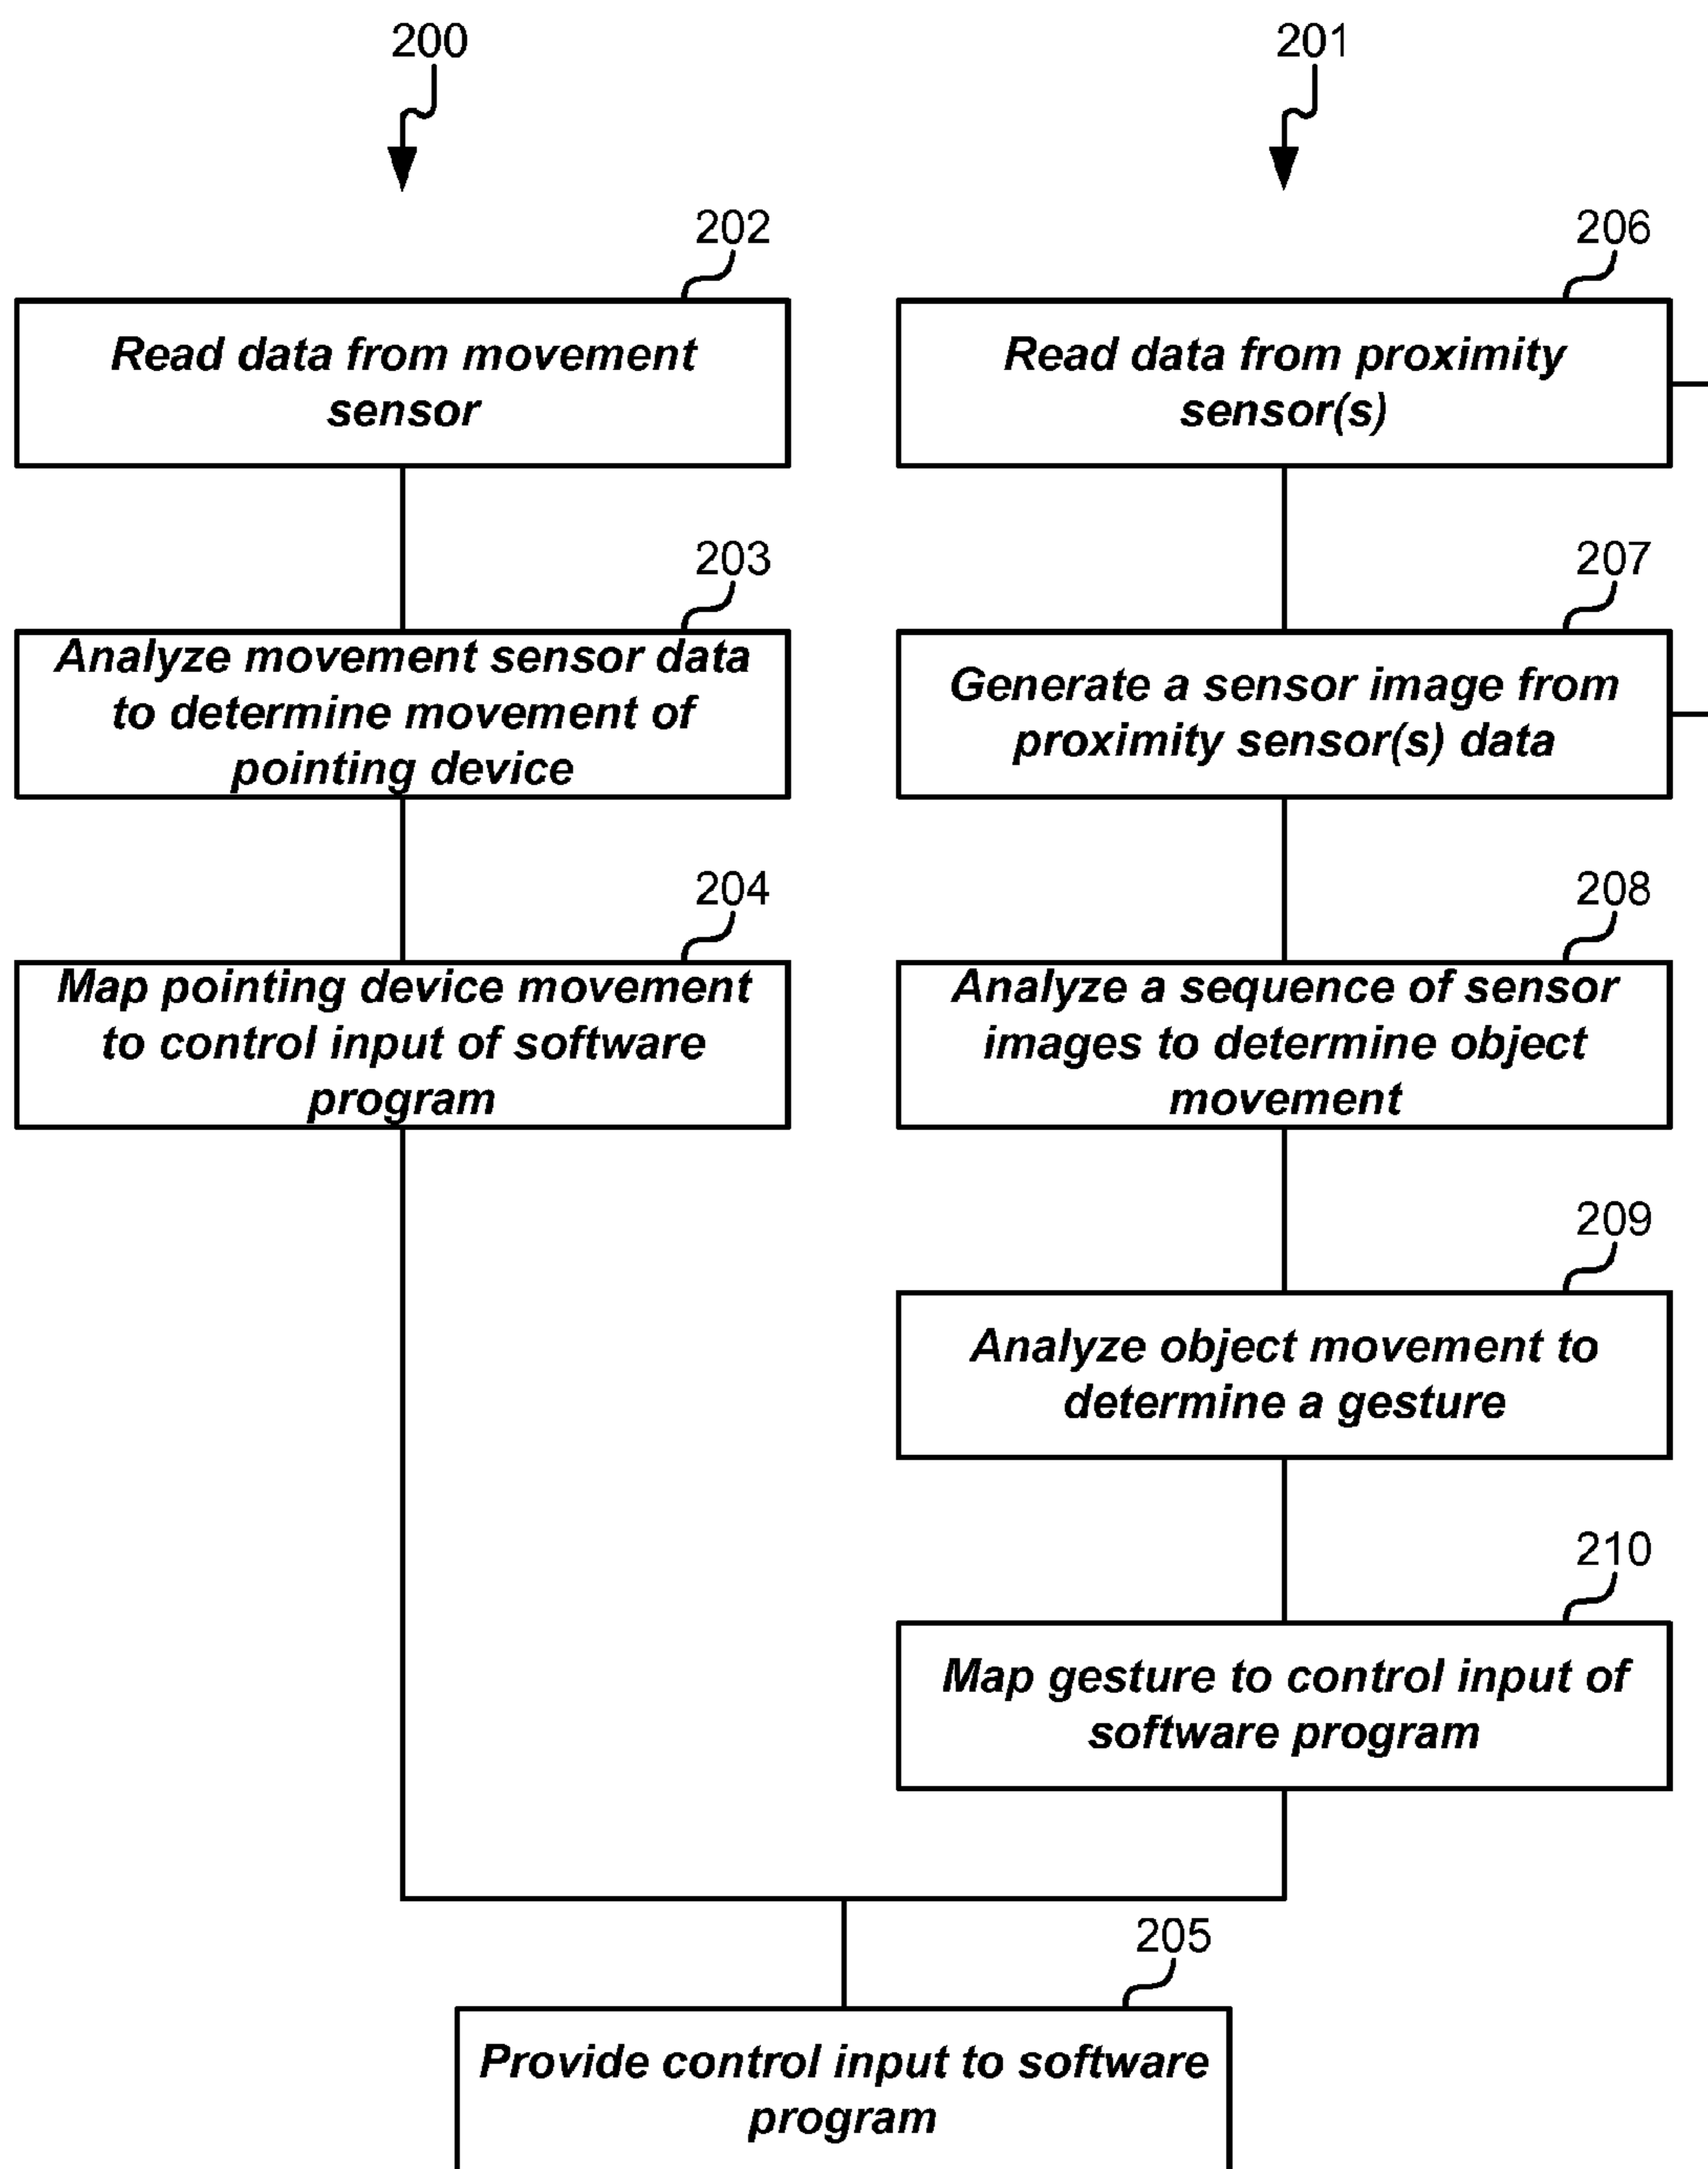 200
201
202
Read data from movement
sensor
206
Read data from proximity
sensor(s)
203
Analyze movement sensor data
to determine movement of
pointing device
207
Generate a sensor image from
proximity sensor(s) data
204
Map pointing device movement
to control input of software
program
208
Analyze a sequence of sensor
images to determine object
movement
209
Analyze object movement to
determine a gesture
210
Map gesture to control input of
software program
205
Provide control input to software
program